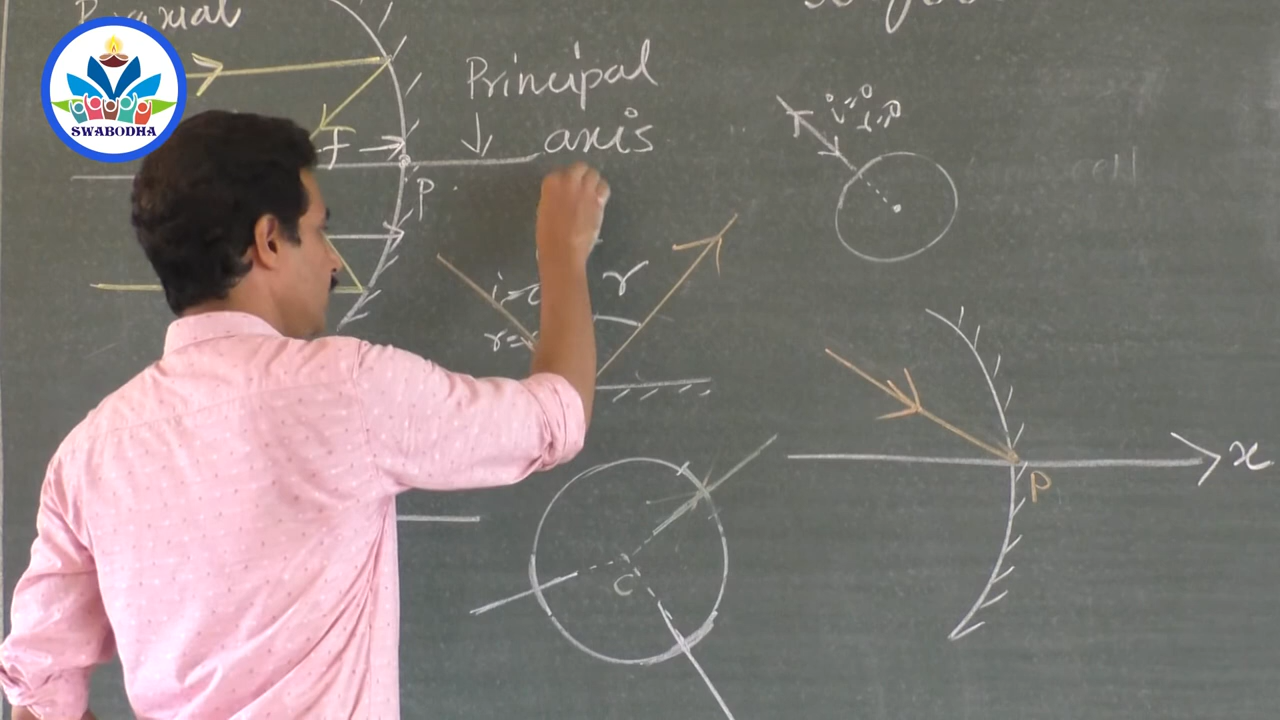 Paraxial
SWABODHA
Principal
axis
f
P
i=0
r=0
r
i=
r=
C
x
P